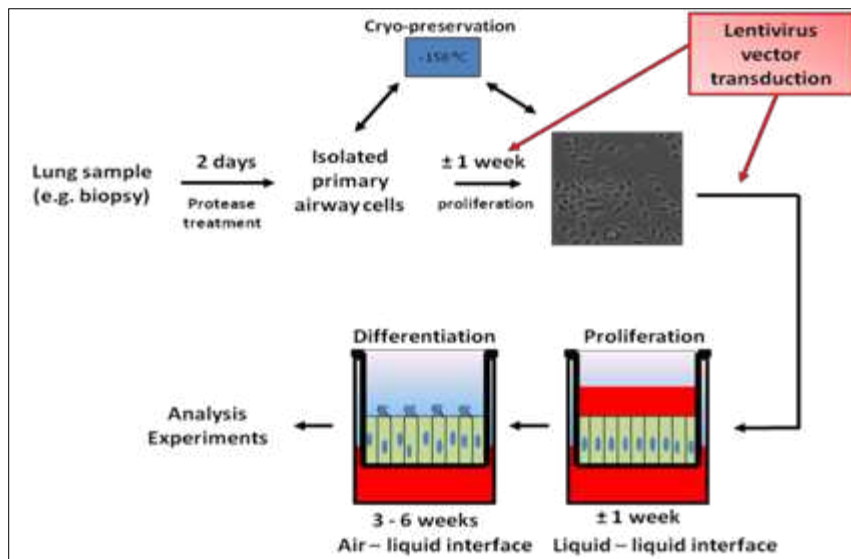 Cryo-preservation
-150 °C
Lentivirus
vector
transduction
Lung sample
(e.g. biopsy)
2 days
Protease
treatment
Isolated
primary
airway cells
± 1 week
proliferation
Differentiation
Proliferation
Analysis
Experiments
3 - 6 weeks
Air – liquid interface
± 1 week
Liquid – liquid interface